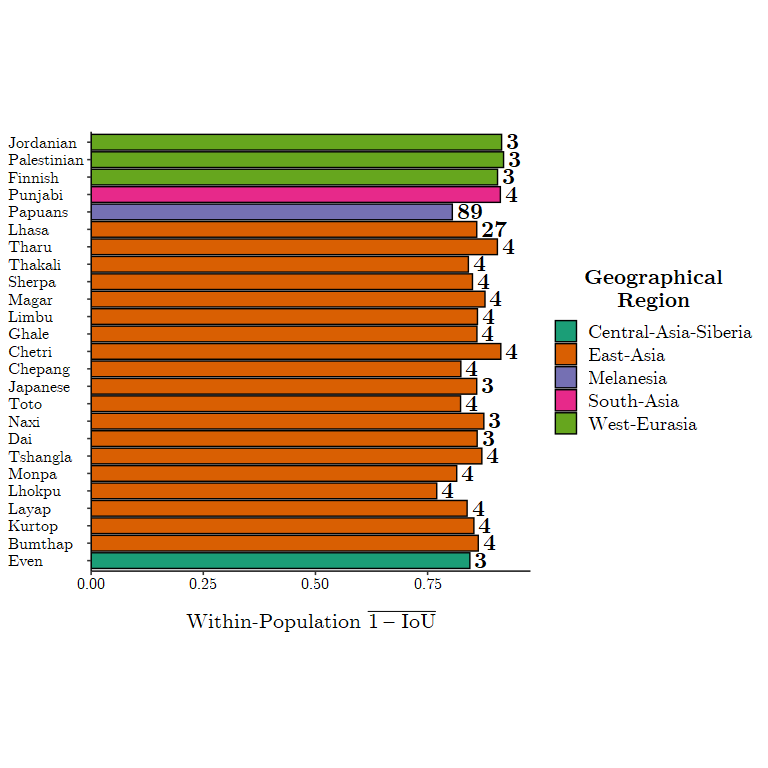 Jordanian 3
Palestinian 3
Finnish 3
Punjabi 4
Papuans 89
Lhasa 27
Tharu 4
Thakali 4
Sherpa 4
Magar 4
Limbu 4
Ghale 4
Chetri 4
Chepang 4
Japanese 3
Toto 4
Naxi 3
Dai 3
Tshangla 4
Monpa 4
Lhokpu 4
Layap 4
Kurtop 4
Bumthap 4
Even 3
0.00 0.25 0.50 0.75
Within-Population 1 − IoU
Geographical
Region
Central-Asia-Siberia
East-Asia
Melanesia
South-Asia
West-Eurasia